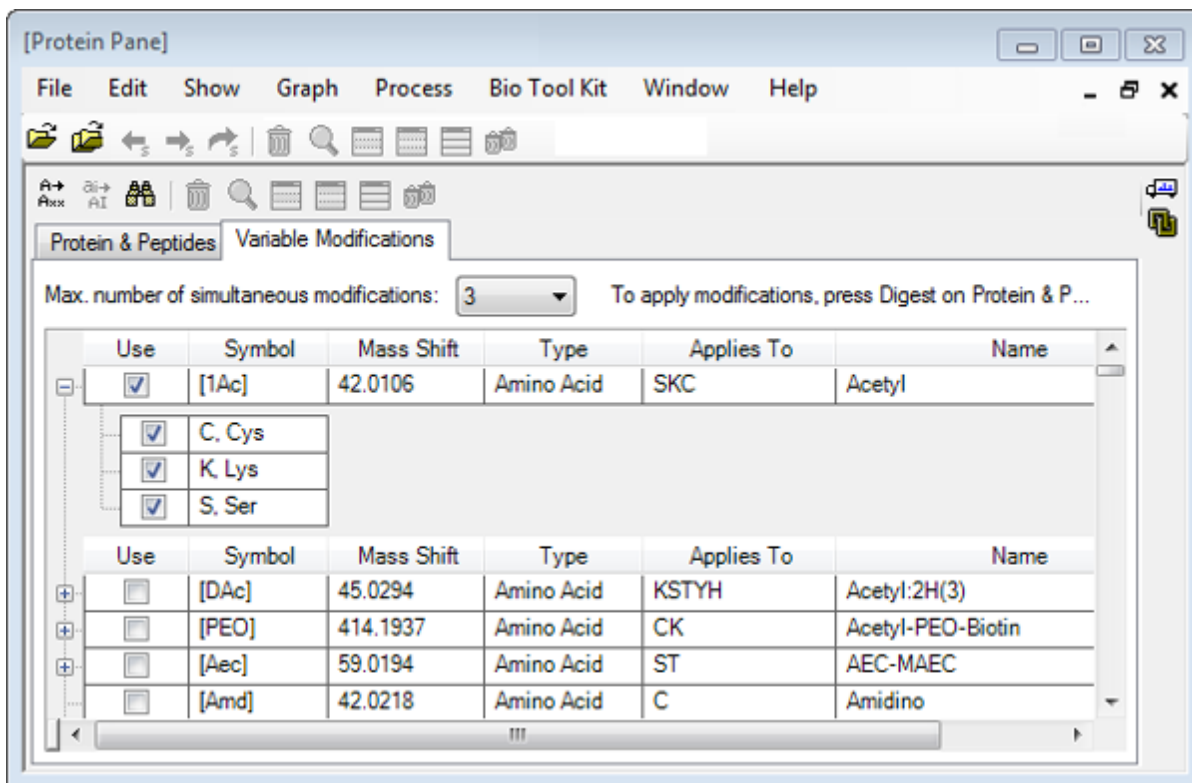 [Protein Pane]
File Edit Show Graph Process Bio Tool Kit Window Help
Protein & Peptides Variable Modifications
Max. number of simultaneous modifications: 3 To apply modifications, press Digest on Protein & P...
Use Symbol Mass Shift Type Applies To Name
[1Ac] 42.0106 Amino Acid SKC Acetyl
C, Cys
K, Lys
S, Ser
Use Symbol Mass Shift Type Applies To Name
[DAc] 45.0294 Amino Acid KSTYH Acetyl:2H(3)
[PEO] 414.1937 Amino Acid CK Acetyl-PEO-Biotin
[Aec] 59.0194 Amino Acid ST AEC-MAEC
[Amd] 42.0218 Amino Acid C Amidino